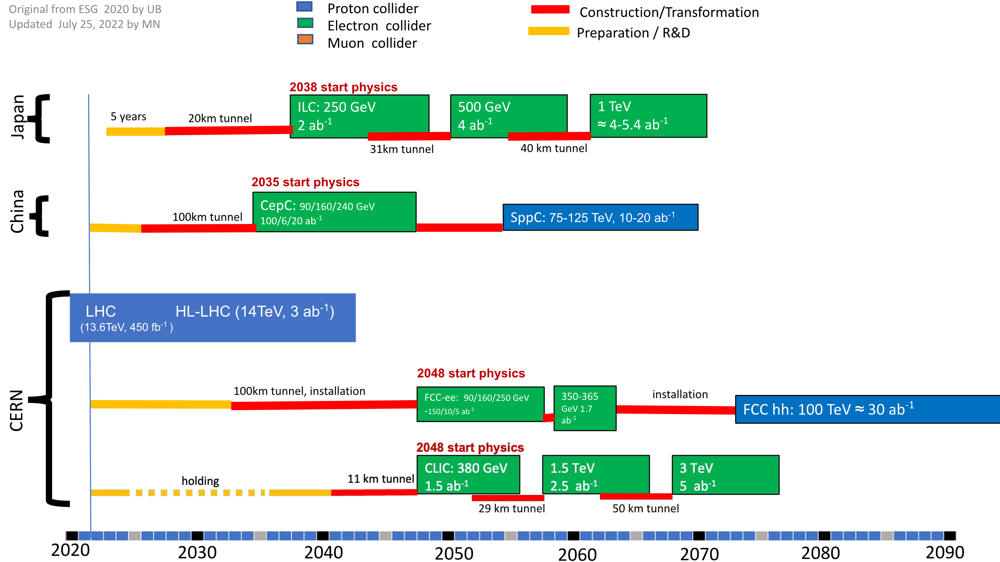 Original from ESG 2020 by UB
Updated July 25, 2022 by MN
Proton collider
Electron collider
Muon collider
Construction/Transformation
Preparation / R&D
Japan
2038 start physics
5 years
20km tunnel
ILC: 250 GeV
2 ab⁻¹
31km tunnel
500 GeV
4 ab⁻¹
40 km tunnel
1 TeV
≈ 4-5.4 ab⁻¹
China
2035 start physics
100km tunnel
CepC: 90/160/240 GeV
100/6/20 ab⁻¹
SppC: 75-125 TeV, 10-20 ab⁻¹
CERN
LHC
(13.6TeV, 450 fb⁻¹ )
HL-LHC (14TeV, 3 ab⁻¹)
2048 start physics
100km tunnel, installation
FCC-ee: 90/160/250 GeV
-150/10/5 ab⁻¹
350-365
GeV 1.7
ab⁻¹
installation
FCC hh: 100 TeV ≈ 30 ab⁻¹
2048 start physics
holding
11 km tunnel
CLIC: 380 GeV
1.5 ab⁻¹
29 km tunnel
1.5 TeV
2.5 ab⁻¹
50 km tunnel
3 TeV
5 ab⁻¹
2020 2030 2040 2050 2060 2070 2080 2090